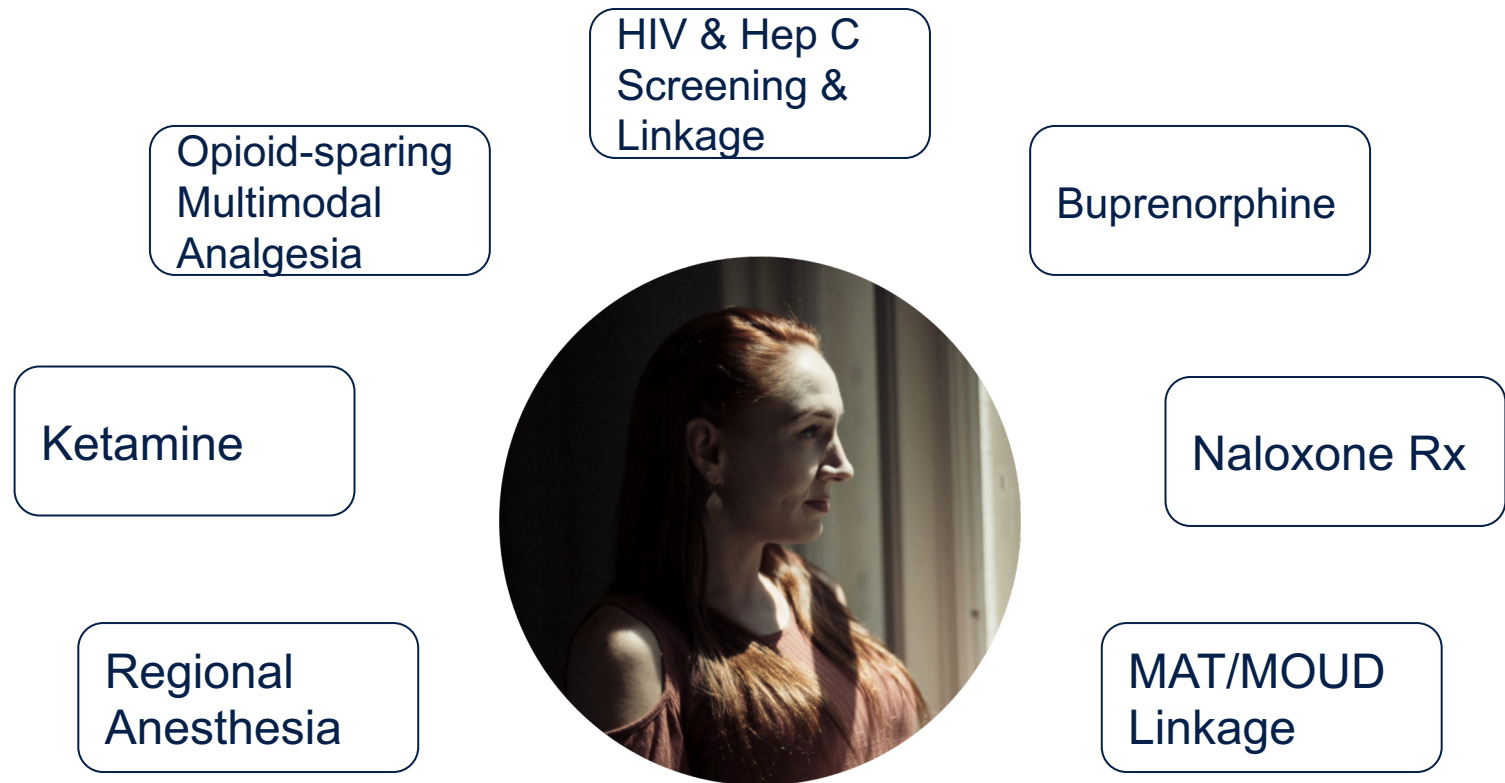 HIV & Hep C
Screening &
Linkage
Opioid-sparing
Multimodal
Analgesia
Buprenorphine
Ketamine
Naloxone Rx
Regional
Anesthesia
MAT/MOUD
Linkage